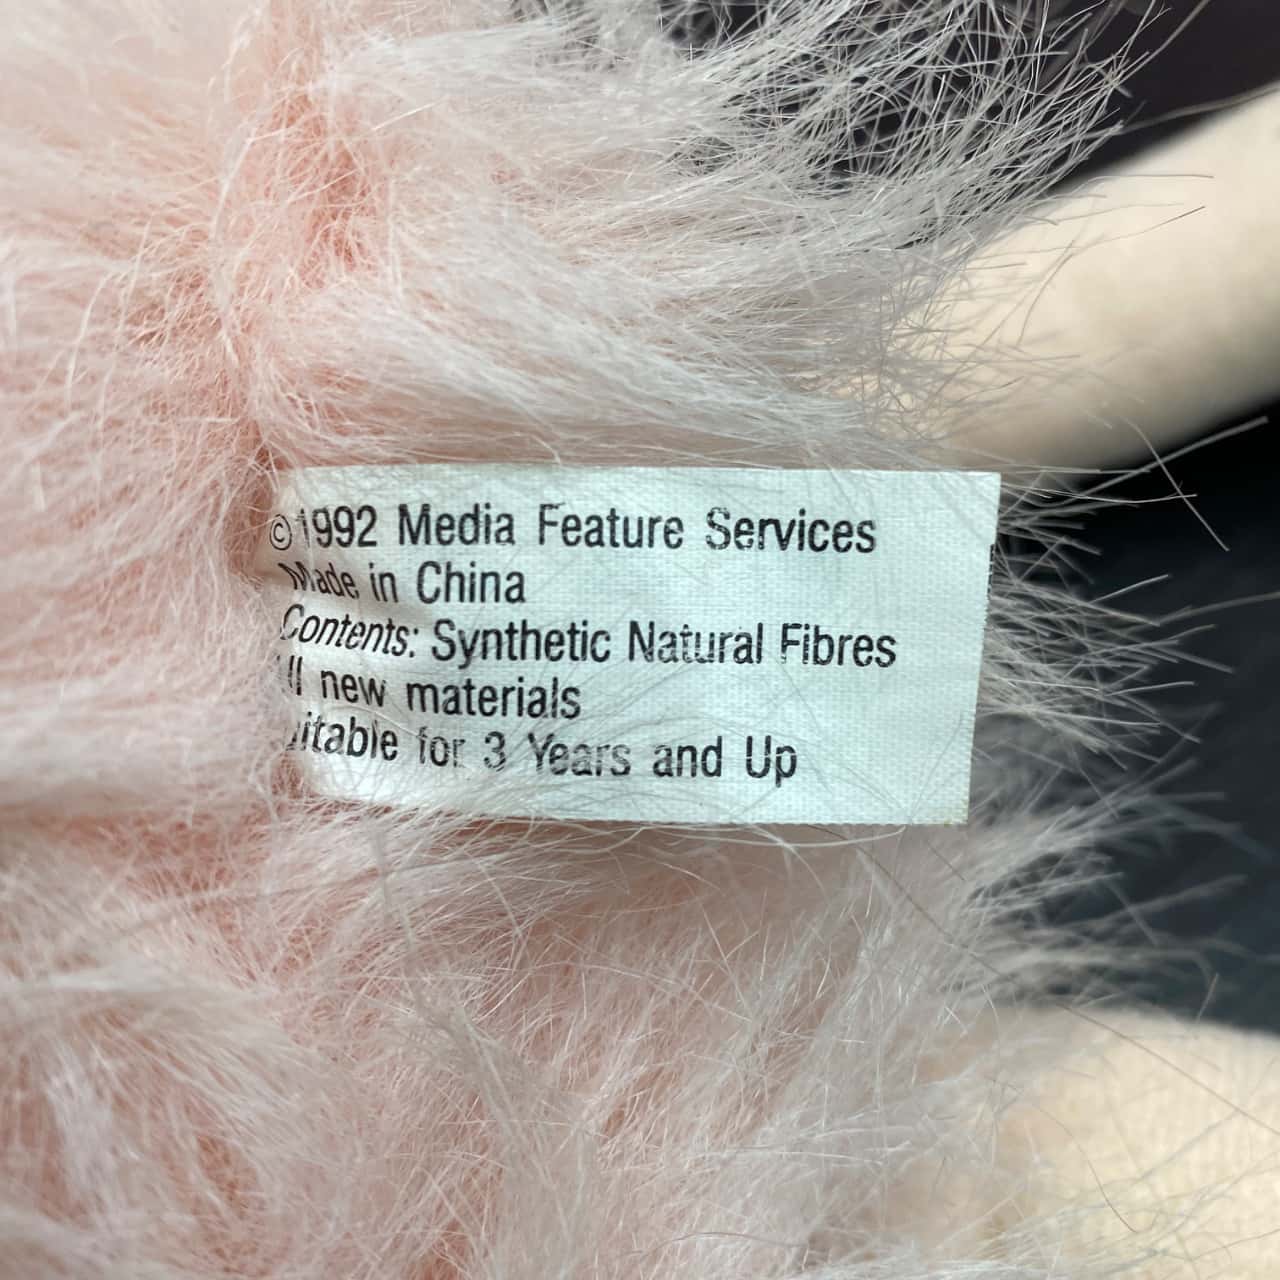 © 1992 Media Feature Services
Made in China
Contents: Synthetic Natural Fibres
ll new materials
uitable for 3 Years and Up